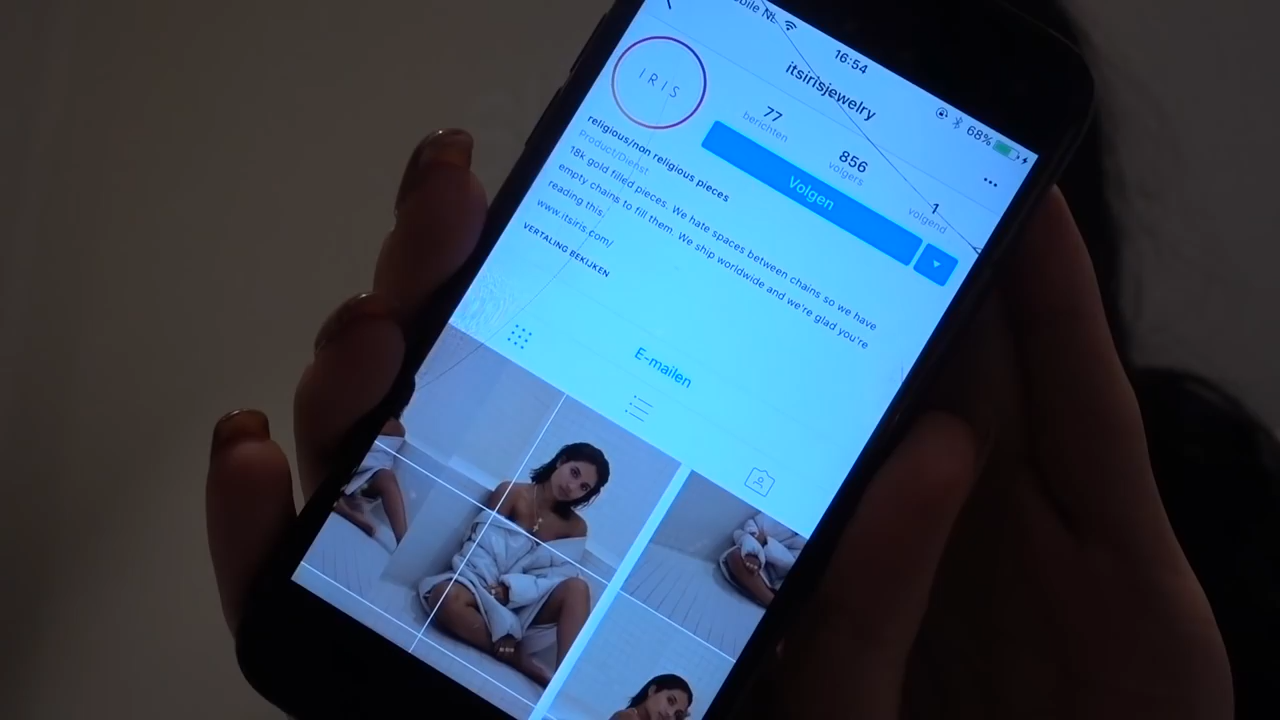 obile NL
16:54
68%
itsirisjewelry
I R I S
77
berichten
856
volgers
1
volgend
Volgen
religious/non religious pieces
Product/Dienst
18k gold filled pieces. We hate spaces between chains so we have
empty chains to fill them. We ship worldwide and we're glad you're
reading this.
www.itsiris.com/
VERTALING BEKIJKEN
E-mailen